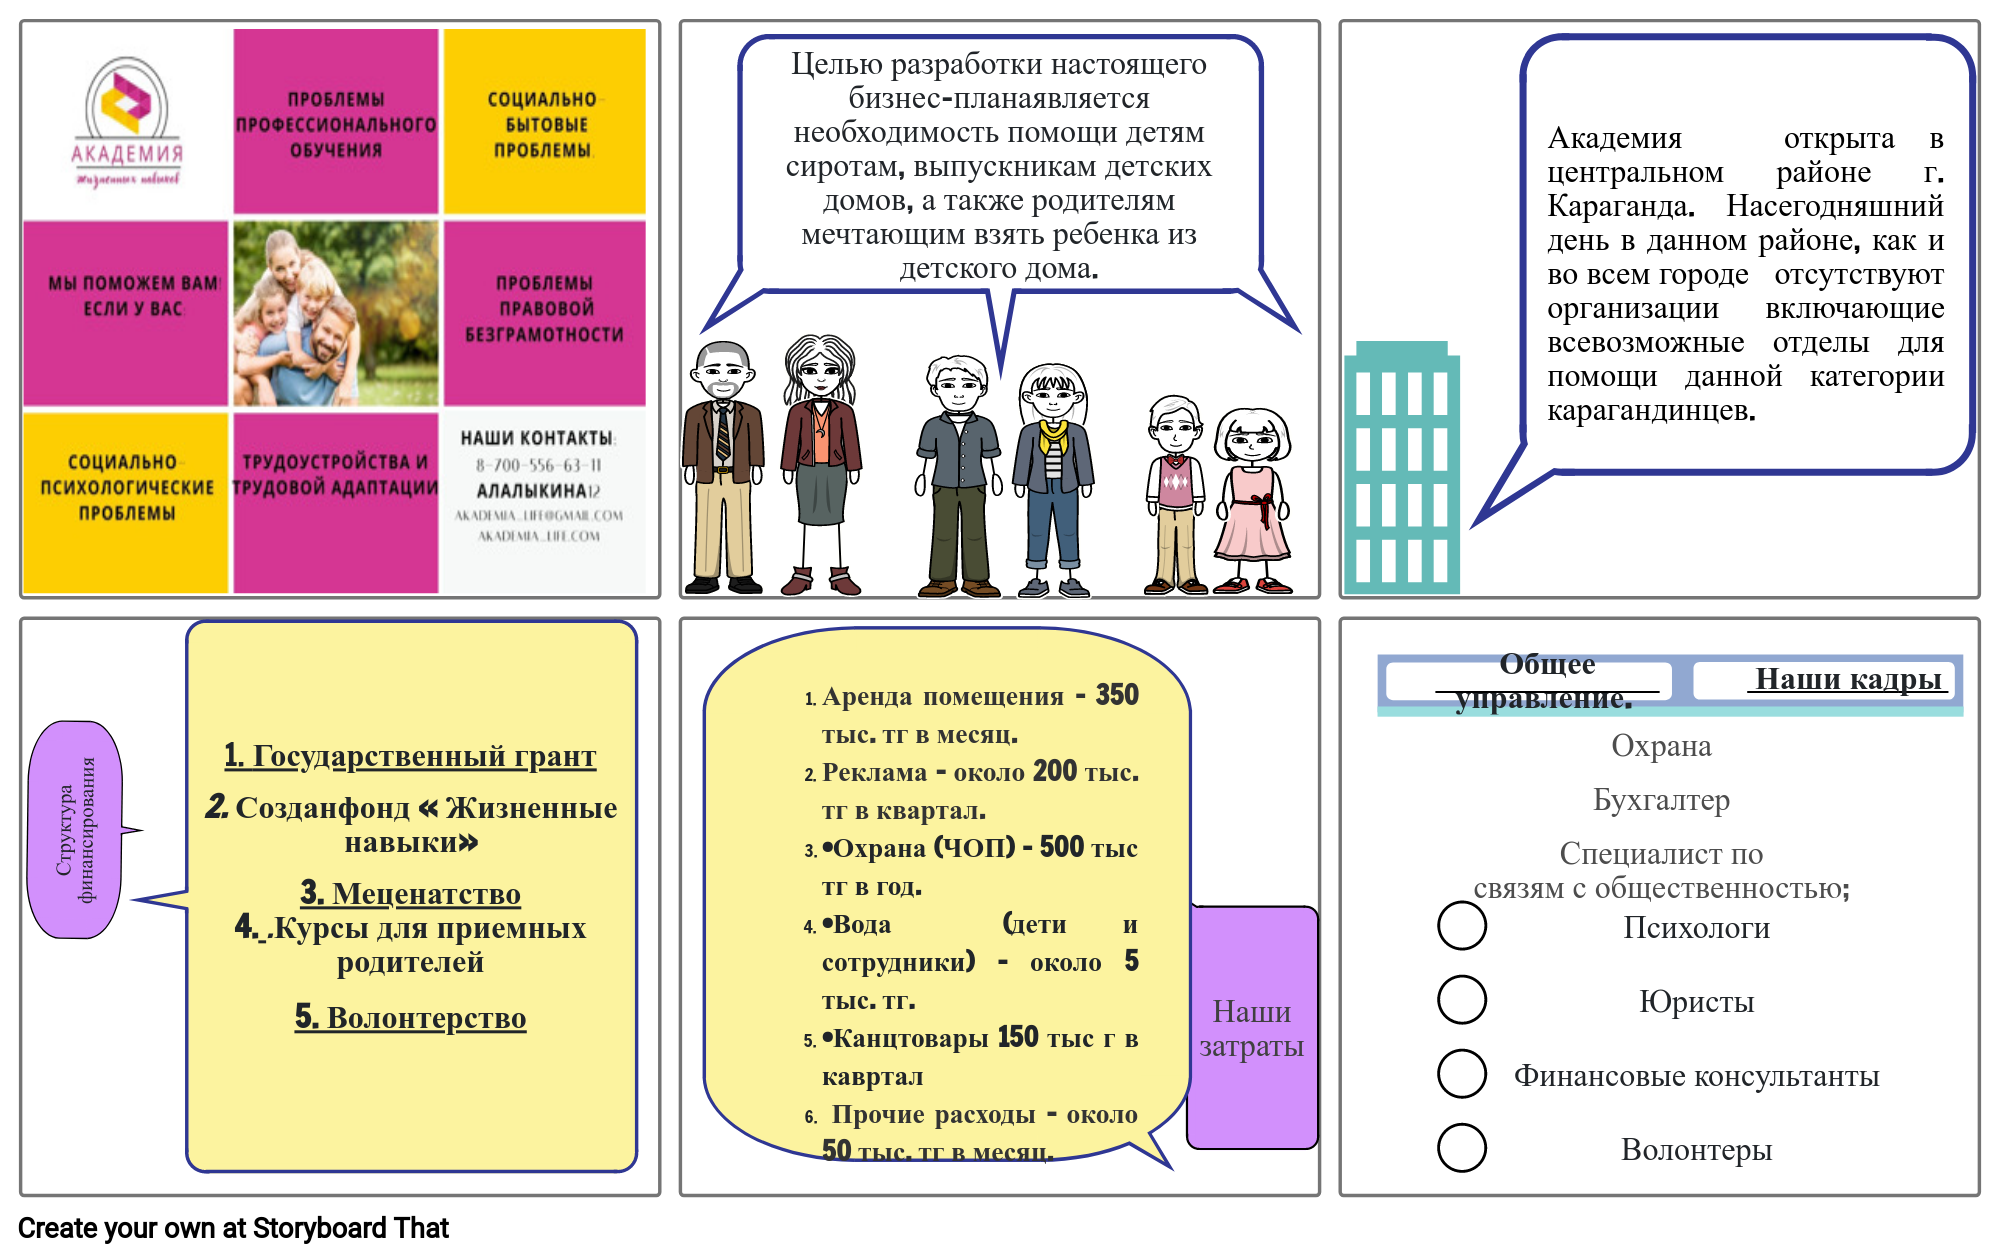 АКАДЕМИЯ
жизненных навыков
ПРОБЛЕМЫ
ПРОФЕССИОНАЛЬНОГО
ОБУЧЕНИЯ
СОЦИАЛЬНО-
БЫТОВЫЕ
ПРОБЛЕМЫ.
МЫ ПОМОЖЕМ ВАМ!
ЕСЛИ У ВАС:
ПРОБЛЕМЫ
ПРАВОВОЙ
БЕЗГРАМОТНОСТИ
СОЦИАЛЬНО-
ПСИХОЛОГИЧЕСКИЕ
ПРОБЛЕМЫ
ТРУДОУСТРОЙСТВА И
ТРУДОВОЙ АДАПТАЦИИ
НАШИ КОНТАКТЫ:
8-700-556-63-11
АЛАЛЫКИНА12
AKADEMIA_LIFE@GMAIL.COM
AKADEMIA_LIFE.COM
Целью разработки настоящего
бизнес-планаявляется
необходимость помощи детям
сиротам, выпускникам детских
домов, а также родителям
мечтающим взять ребенка из
детского дома.
Академия открыта в
центральном районе г.
Караганда. Насегодняшний
день в данном районе, как и
во всем городе отсутствуют
организации включающие
всевозможные отделы для
помощи данной категории
карагандинцев.
Структура
финансирования
1. Государственный грант
2. Созданфонд « Жизненные
навыки»
3. Меценатство
4._.Курсы для приемных
родителей
5. Волонтерство
1. Аренда помещения - 350
тыс. тг в месяц.
2. Реклама - около 200 тыс.
тг в квартал.
3. •Охрана (ЧОП) - 500 тыс
тг в год.
4. •Вода (дети и
сотрудники) - около 5
тыс. тг.
5. •Канцтовары 150 тыс г в
кавртал
6. Прочие расходы - около
50 тыс. тг в месяц.
Наши
затраты
Общее
управление.
Наши кадры
Охрана
Бухгалтер
Специалист по
связям с общественностью;
Психологи
Юристы
Финансовые консультанты
Волонтеры
Create your own at Storyboard That